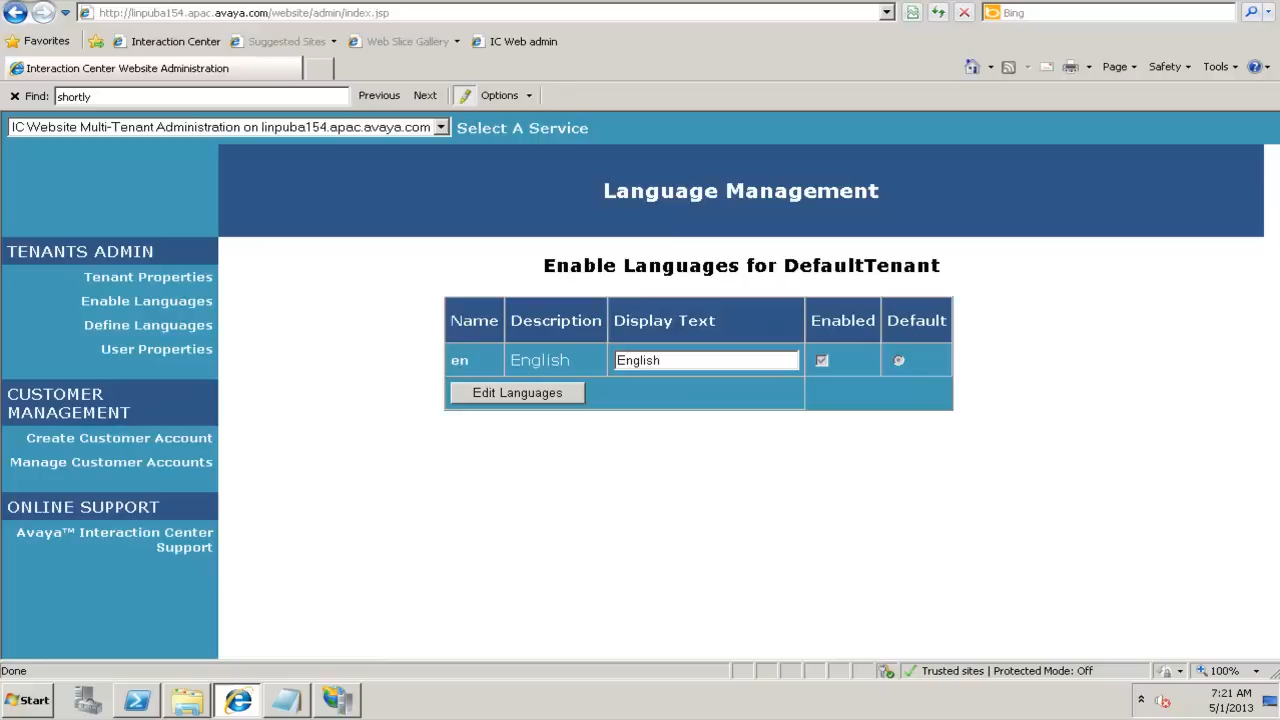 http://linpuba154.apac.avaya.com/website/admin/index.jsp
Bing
Favorites
Interaction Center
Suggested Sites
Web Slice Gallery
IC Web admin
Interaction Center Website Administration
Page
Safety
Tools
Find: shortly
Previous
Next
Options
IC Website Multi-Tenant Administration on linpuba154.apac.avaya.com
Select A Service
Language Management
TENANTS ADMIN
Tenant Properties
Enable Languages
Define Languages
User Properties
CUSTOMER
MANAGEMENT
Create Customer Account
Manage Customer Accounts
ONLINE SUPPORT
Avaya™ Interaction Center
Support
Enable Languages for DefaultTenant
Name Description Display Text Enabled Default
en English English
Edit Languages
Done
Trusted sites | Protected Mode: Off
100%
Start
7:21 AM
5/1/2013